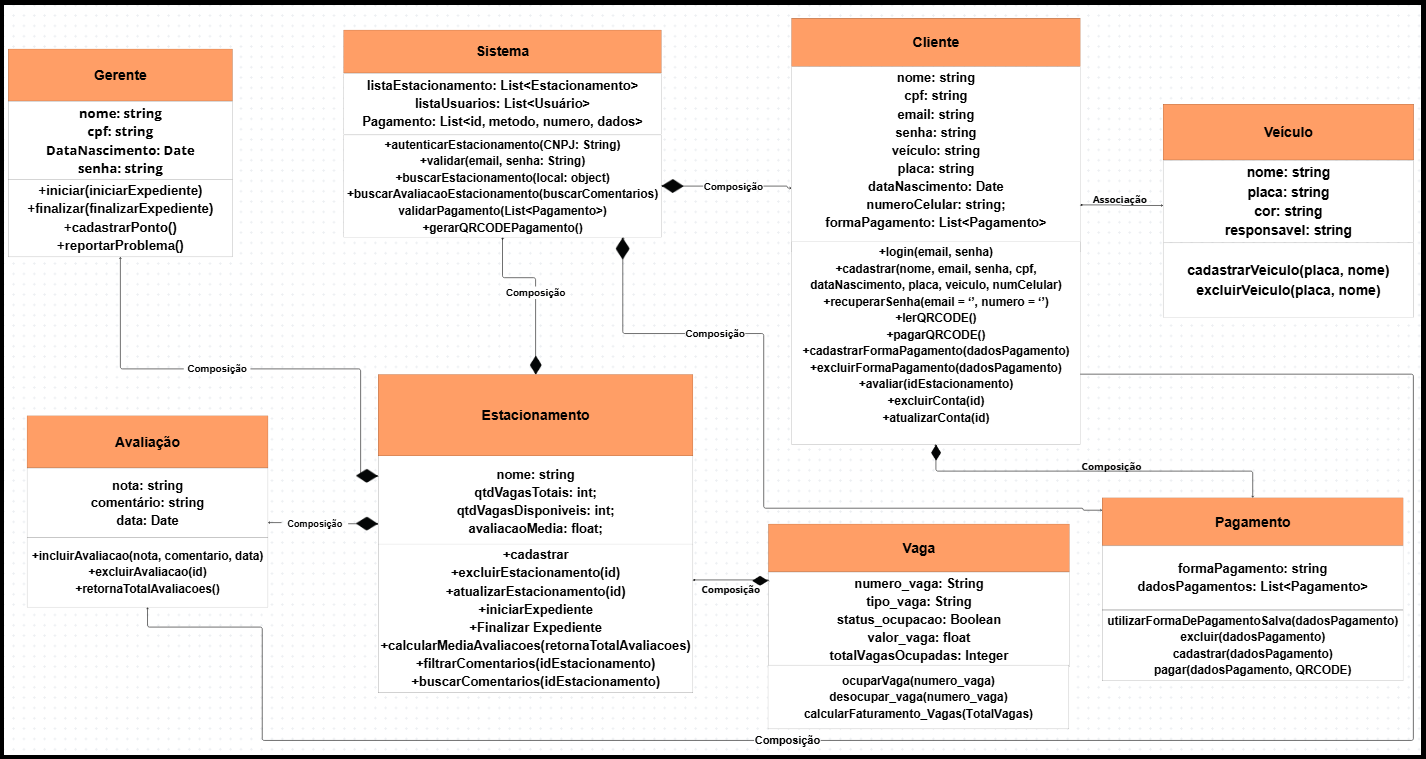 Gerente
nome: string
cpf: string
DataNascimento: Date
senha: string
+iniciar(iniciarExpediente)
+finalizar(finalizarExpediente)
+cadastrarPonto()
+reportarProblema()
Sistema
listaEstacionamento: List<Estacionamento>
listaUsuarios: List<Usuário>
Pagamento: List<id, metodo, numero, dados>
+autenticarEstacionamento(CNPJ: String)
+validar(email, senha: String)
+buscarEstacionamento(local: object)
+buscarAvaliacaoEstacionamento(buscarComentarios)
validarPagamento(List<Pagamento>)
+gerarQRCODEPagamento()
Cliente
nome: string
cpf: string
email: string
senha: string
veículo: string
placa: string
dataNascimento: Date
numeroCelular: string;
formaPagamento: List<Pagamento>
+login(email, senha)
+cadastrar(nome, email, senha, cpf,
dataNascimento, placa, veiculo, numCelular)
+recuperarSenha(email = ‘’, numero = ‘’)
+lerQRCODE()
+pagarQRCODE()
+cadastrarFormaPagamento(dadosPagamento)
+excluirFormaPagamento(dadosPagamento)
+avaliar(idEstacionamento)
+excluirConta(id)
+atualizarConta(id)
Veículo
nome: string
placa: string
cor: string
responsavel: string
cadastrarVeiculo(placa, nome)
excluirVeiculo(placa, nome)
Composição
Associação
Composição
Composição
Composição
Composição
Avaliação
nota: string
comentário: string
data: Date
+incluirAvaliacao(nota, comentario, data)
+excluirAvaliacao(id)
+retornaTotalAvaliacoes()
Composição
Estacionamento
nome: string
qtdVagasTotais: int;
qtdVagasDisponiveis: int;
avaliacaoMedia: float;
+cadastrar
+excluirEstacionamento(id)
+atualizarEstacionamento(id)
+iniciarExpediente
+Finalizar Expediente
+calcularMediaAvaliacoes(retornaTotalAvaliacoes)
+filtrarComentarios(idEstacionamento)
+buscarComentarios(idEstacionamento)
Composição
Vaga
numero_vaga: String
tipo_vaga: String
status_ocupacao: Boolean
valor_vaga: float
totalVagasOcupadas: Integer
ocuparVaga(numero_vaga)
desocupar_vaga(numero_vaga)
calcularFaturamento_Vagas(TotalVagas)
Pagamento
formaPagamento: string
dadosPagamentos: List<Pagamento>
utilizarFormaDePagamentoSalva(dadosPagamento)
excluir(dadosPagamento)
cadastrar(dadosPagamento)
pagar(dadosPagamento, QRCODE)
Composição